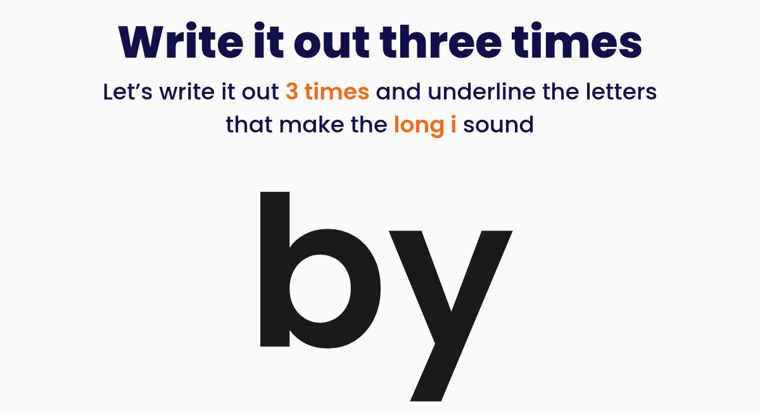 Write it out three times
Let’s write it out 3 times and underline the letters
that make the long i sound
by